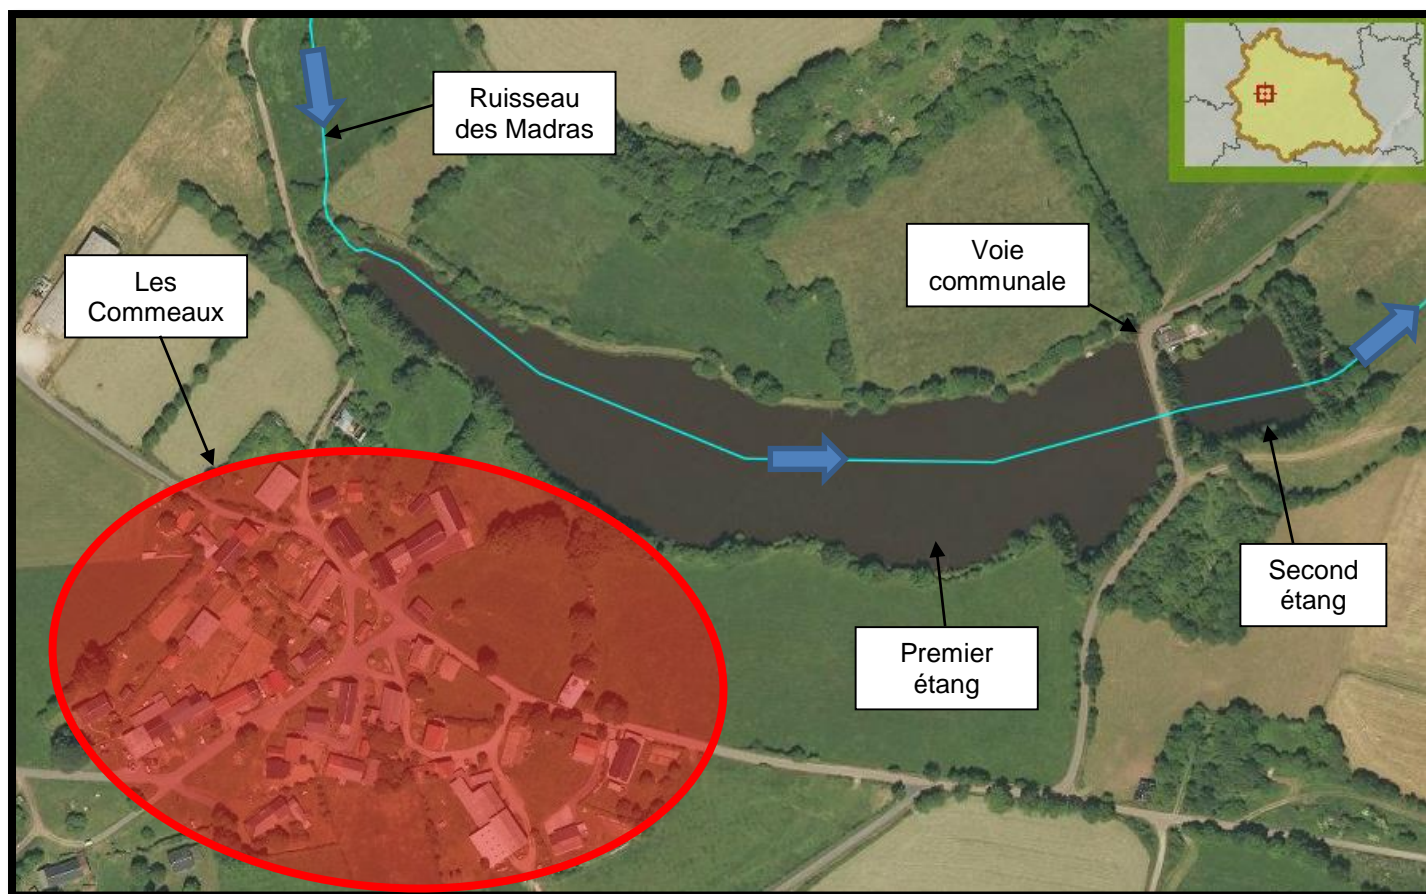 Ruisseau
des Madras
Voie
communale
Les
Commeaux
Second
étang
Premier
étang